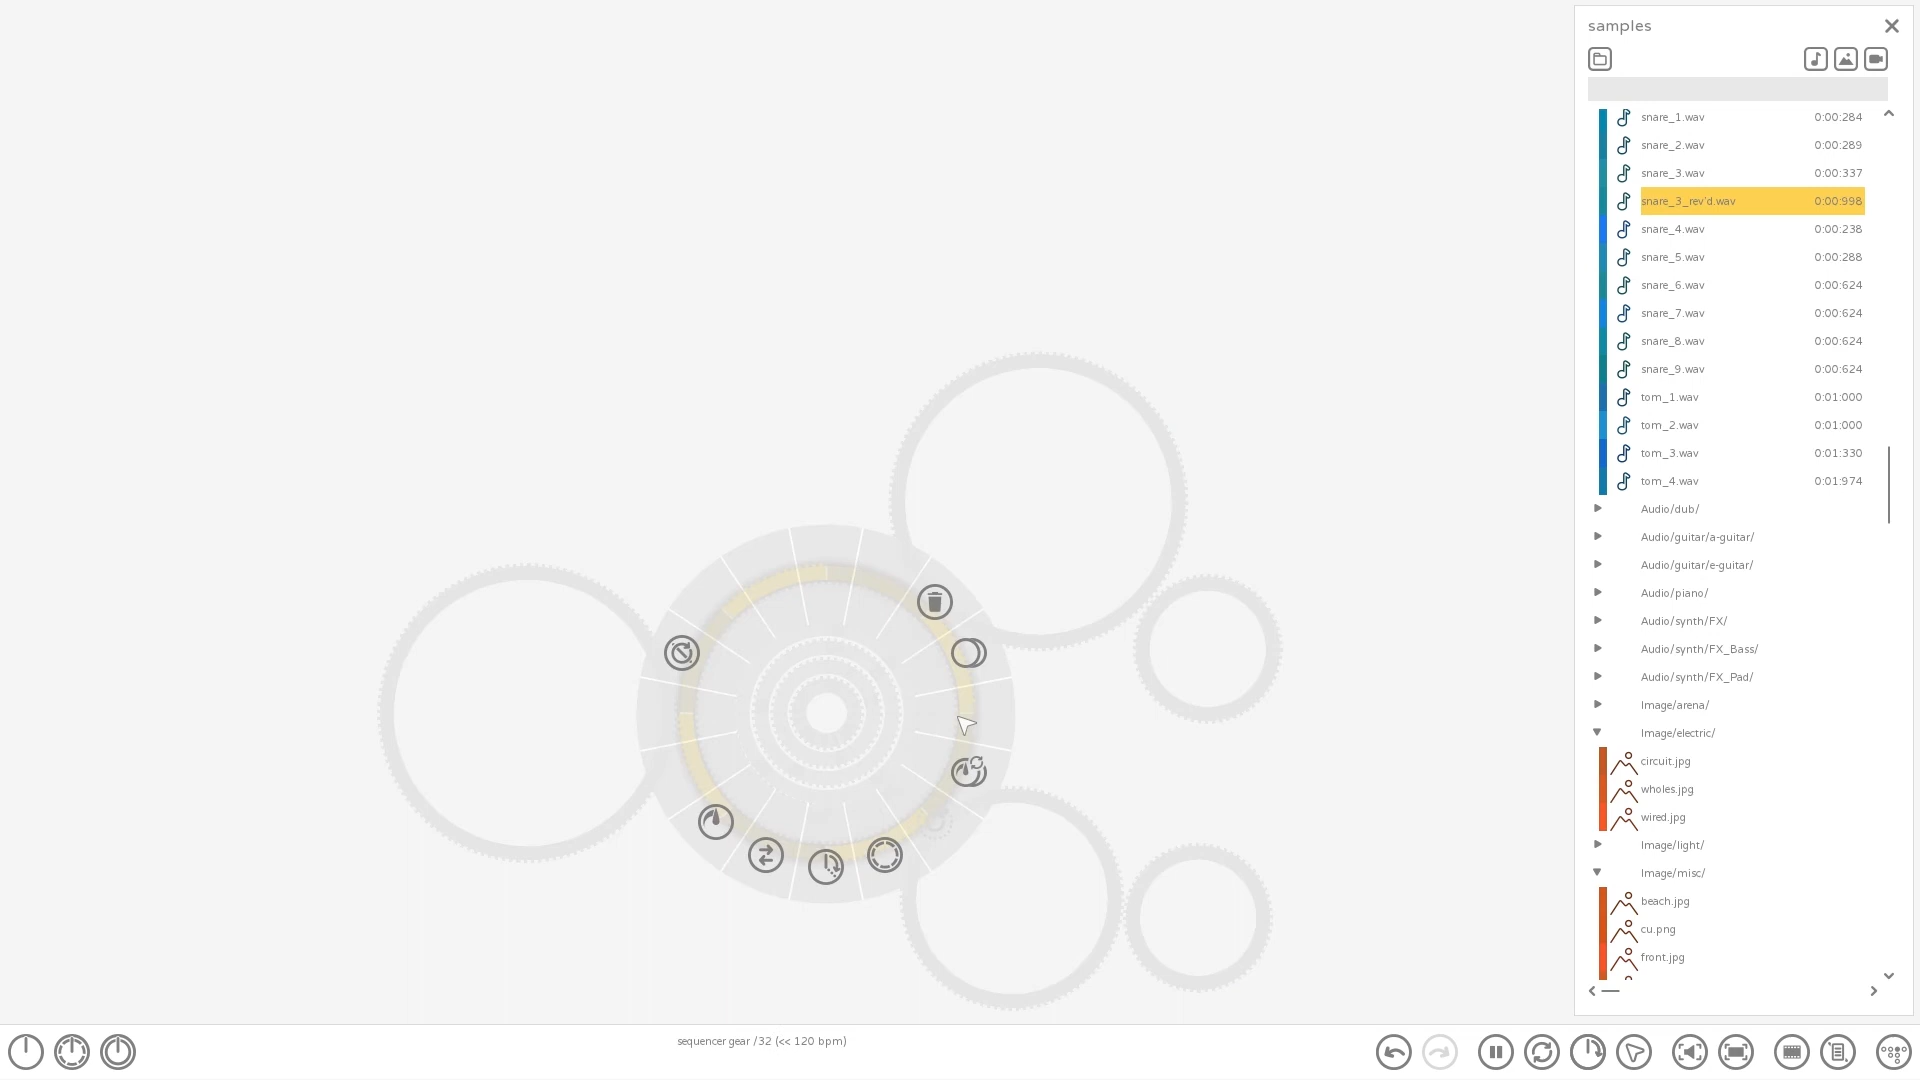 samples
snare_1.wav 0:00:284
snare_2.wav 0:00:289
snare_3.wav 0:00:337
snare_3_rev'd.wav 0:00:998
snare_4.wav 0:00:238
snare_5.wav 0:00:288
snare_6.wav 0:00:624
snare_7.wav 0:00:624
snare_8.wav 0:00:624
snare_9.wav 0:00:624
tom_1.wav 0:01:000
tom_2.wav 0:01:000
tom_3.wav 0:01:330
tom_4.wav 0:01:974
Audio/dub/
Audio/guitar/a-guitar/
Audio/guitar/e-guitar/
Audio/piano/
Audio/synth/FX/
Audio/synth/FX_Bass/
Audio/synth/FX_Pad/
Image/arena/
Image/electric/
circuit.jpg
wholes.jpg
wired.jpg
Image/light/
Image/misc/
beach.jpg
cu.png
front.jpg
sequencer gear /32 (<< 120 bpm)